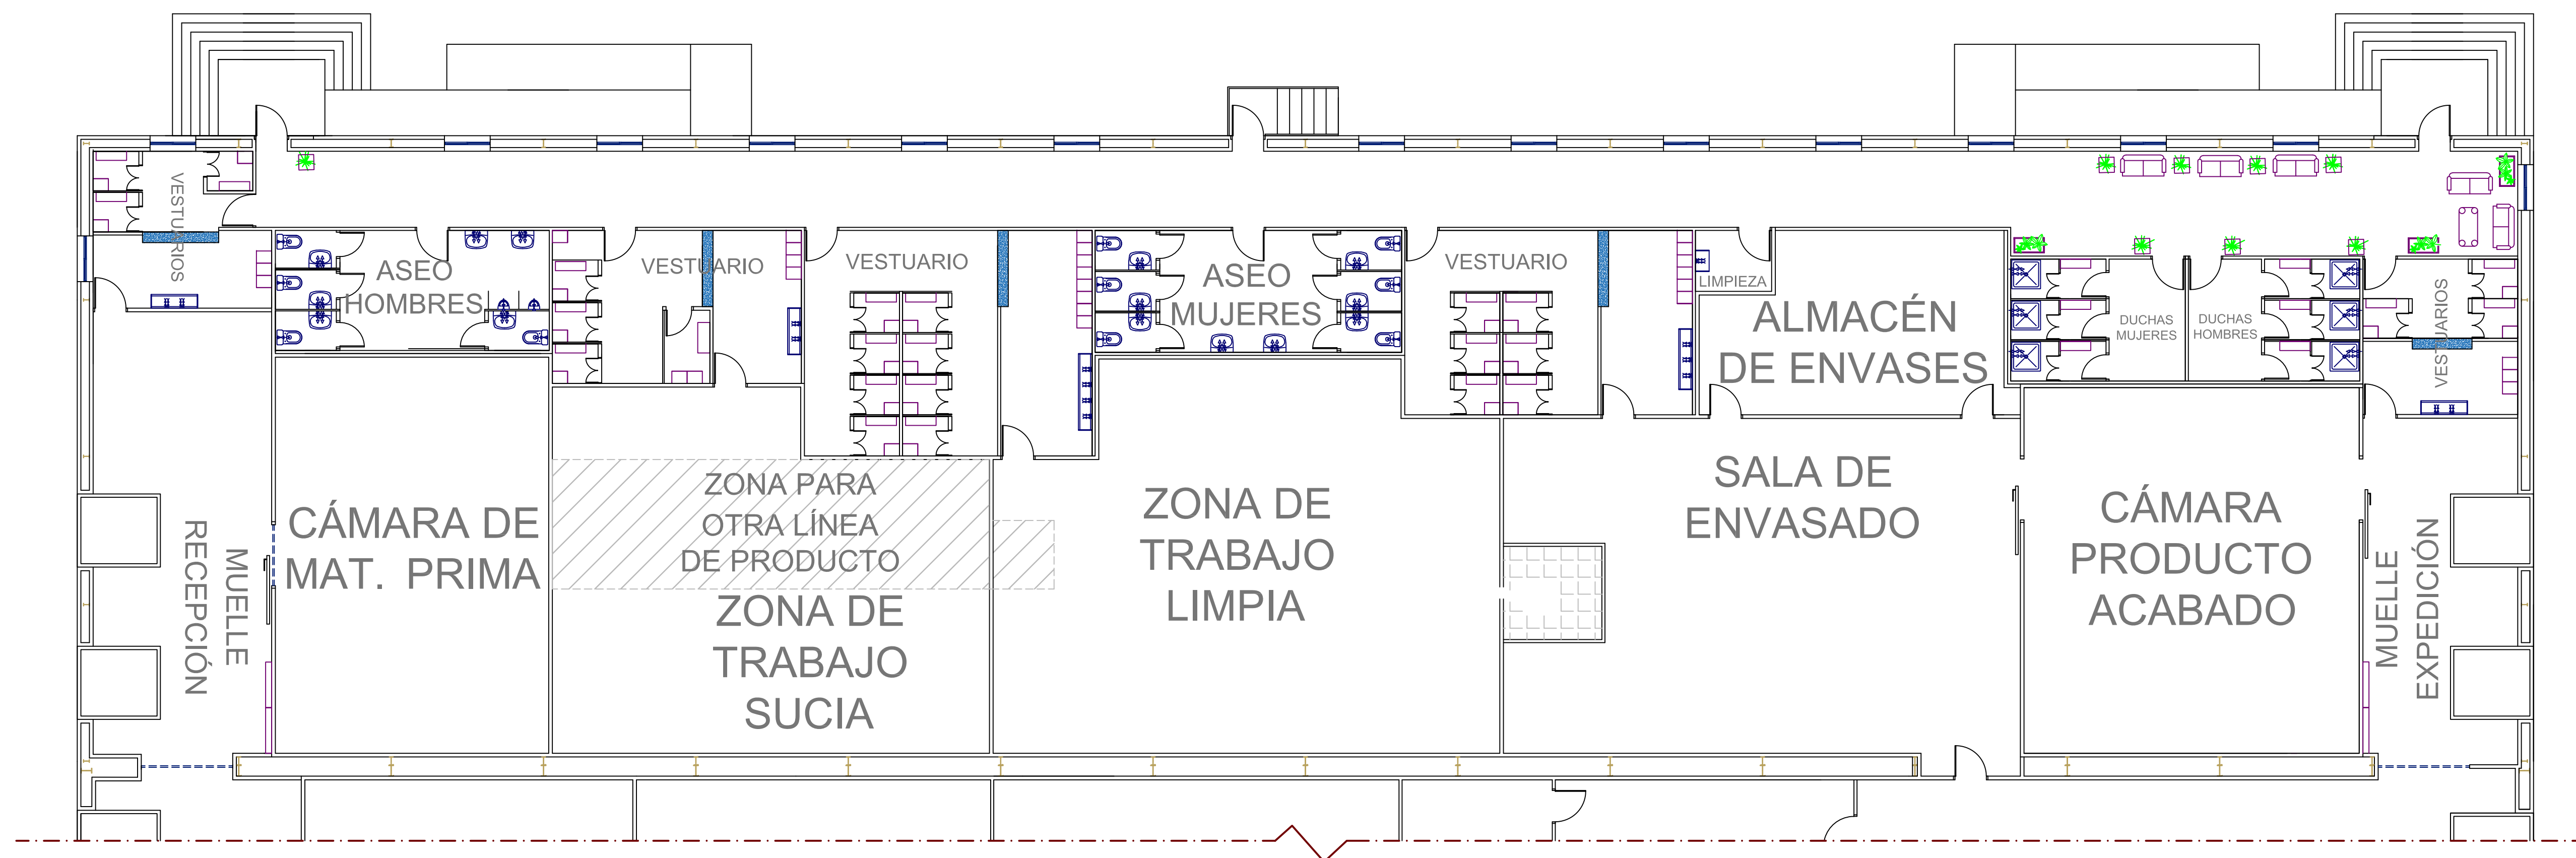 VESTUARIOS
ASEO
HOMBRES
VESTUARIO
VESTUARIO
ASEO
MUJERES
VESTUARIO
LIMPIEZA
ALMACÉN
DE ENVASES
DUCHAS
MUJERES
DUCHAS
HOMBRES
VESTUARIARIOS
MUELLE
RECEPCIÓN
CÁMARA DE
MAT. PRIMA
ZONA PARA
OTRA LÍNEA
DE PRODUCTO
ZONA DE
TRABAJO
SUCIA
ZONA DE
TRABAJO
LIMPIA
SALA DE
ENVASADO
CÁMARA
PRODUCTO
ACABADO
MUELLE
EXPEDICIÓN